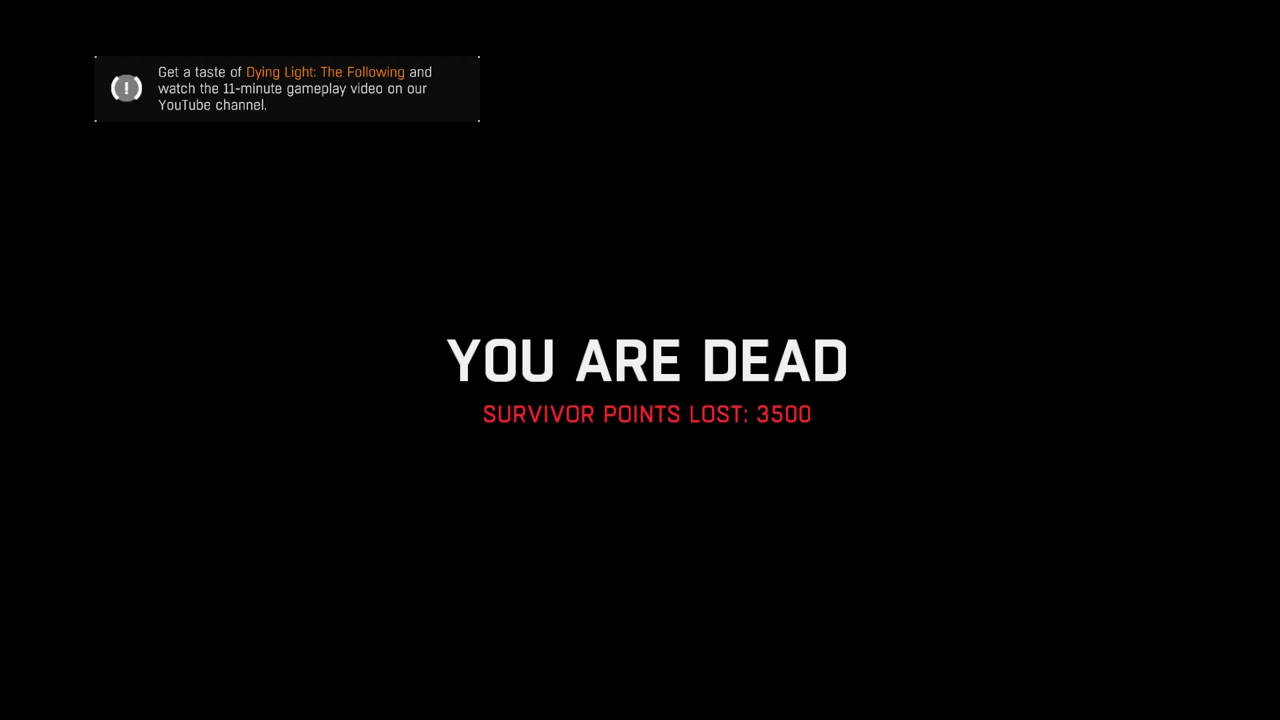 Get a taste of Dying Light: The Following and
watch the 11-minute gameplay video on our
YouTube channel.
YOU ARE DEAD
SURVIVOR POINTS LOST: 3500